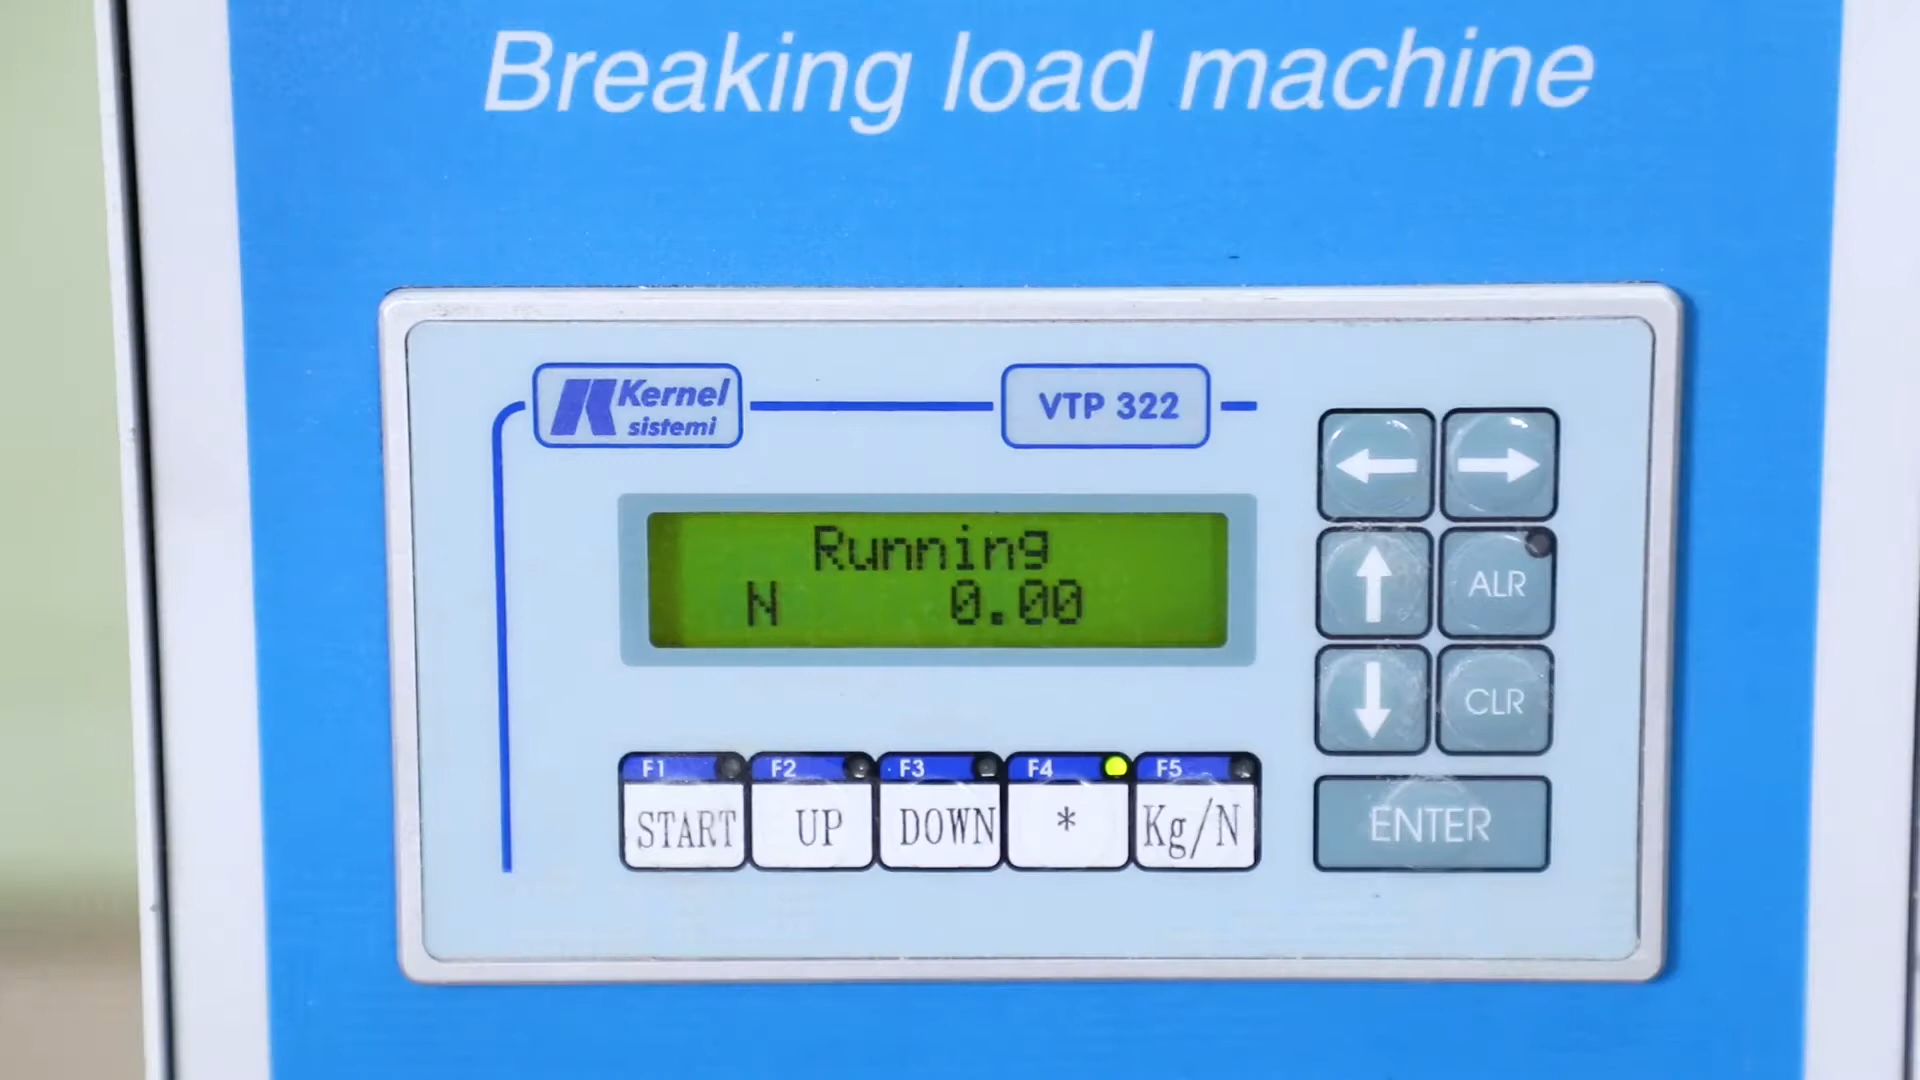 Breaking load machine
Kernel
sistemi
VTP 322
Running
N 0.00
ALR
CLR
F1 F2 F3 F4 F5
START UP DOWN * Kg/N
ENTER